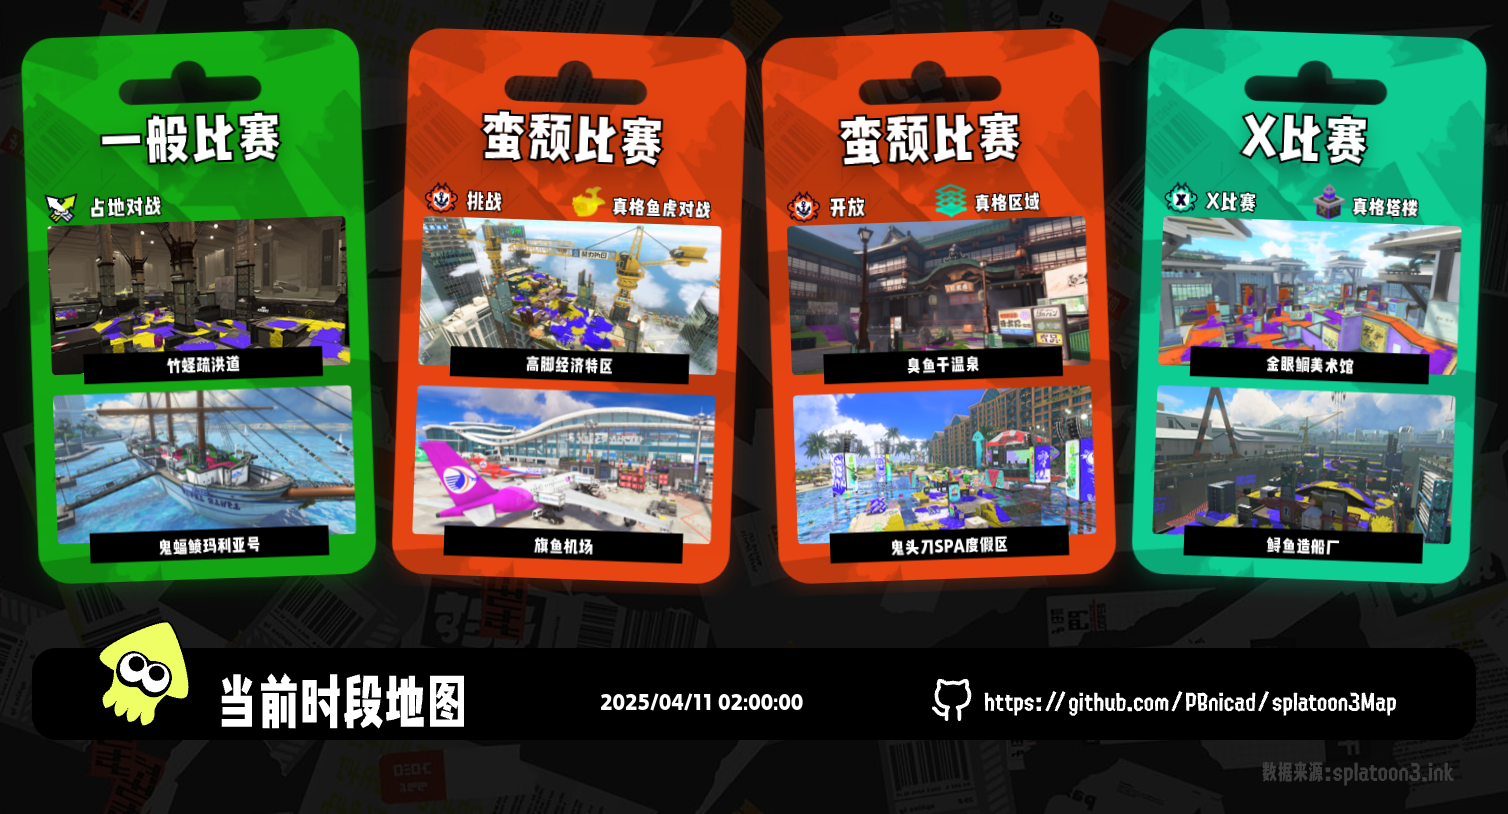 一般比赛
占地对战
竹蛏疏洪道
鬼蝠鲼玛利亚号
蛮颓比赛
挑战
真格鱼虎对战
高脚经济特区
旗鱼机场
蛮颓比赛
开放
真格区域
臭鱼干温泉
鬼头刀SPA度假区
X比赛
X比赛
真格塔楼
金眼鲷美术馆
鲟鱼造船厂
当前时段地图
2025/04/11 02:00:00
https://github.com/PBnicad/splatoon3Map
数据来源:splatoon3.ink